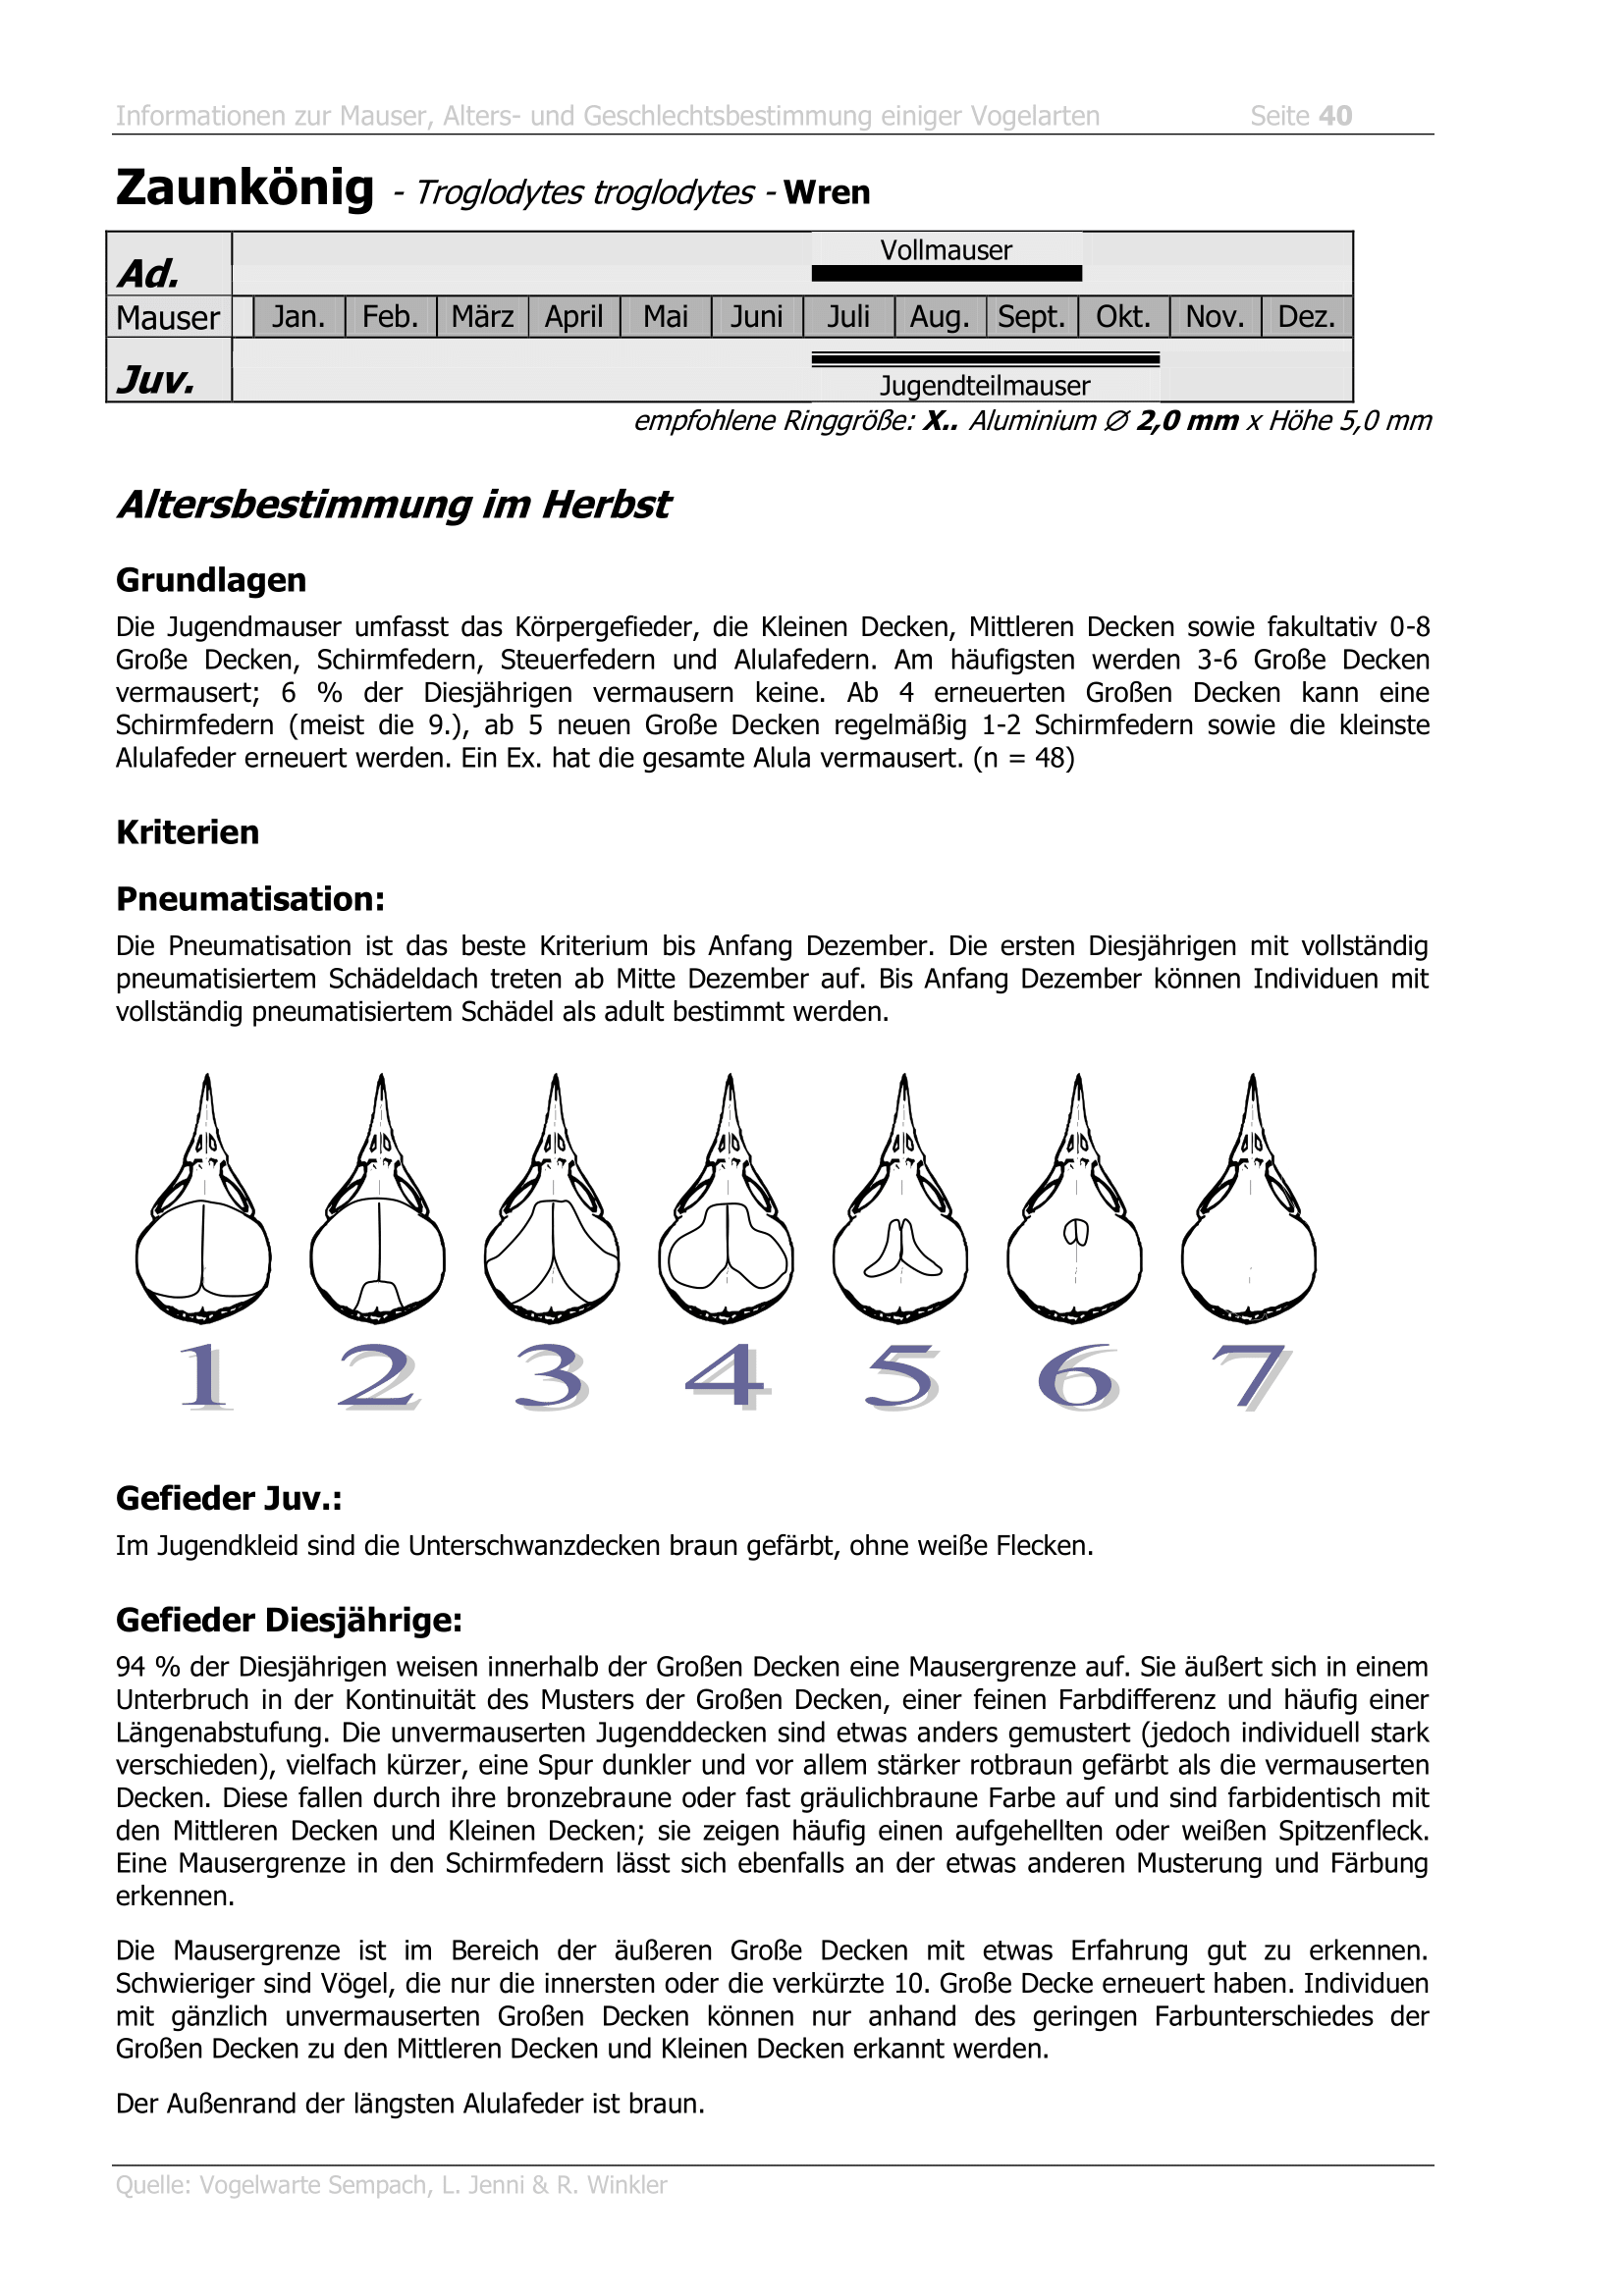 Informationen zur Mauser, Alters- und Geschlechtsbestimmung einiger Vogelarten Seite 40
Zaunkönig - Troglodytes troglodytes - Wren
Vollmauser
Ad.
Mauser Jan. Feb. März April Mai Juni Juli Aug. Sept. Okt. Nov. Dez.
Juv.
Jugendteilmauser
empfohlene Ringgröße: X.. Aluminium ∅ 2,0 mm x Höhe 5,0 mm
Altersbestimmung im Herbst
Grundlagen
Die Jugendmauser umfasst das Körpergefieder, die Kleinen Decken, Mittleren Decken sowie fakultativ 0-8
Große Decken, Schirmfedern, Steuerfedern und Alulafedern. Am häufigsten werden 3-6 Große Decken
vermausert; 6 % der Diesjährigen vermausern keine. Ab 4 erneuerten Großen Decken kann eine
Schirmfedern (meist die 9.), ab 5 neuen Große Decken regelmäßig 1-2 Schirmfedern sowie die kleinste
Alulafeder erneuert werden. Ein Ex. hat die gesamte Alula vermausert. (n = 48)
Kriterien
Pneumatisation:
Die Pneumatisation ist das beste Kriterium bis Anfang Dezember. Die ersten Diesjährigen mit vollständig
pneumatisiertem Schädeldach treten ab Mitte Dezember auf. Bis Anfang Dezember können Individuen mit
vollständig pneumatisiertem Schädel als adult bestimmt werden.
1 2 3 4 5 6 7
Gefieder Juv.:
Im Jugendkleid sind die Unterschwanzdecken braun gefärbt, ohne weiße Flecken.
Gefieder Diesjährige:
94 % der Diesjährigen weisen innerhalb der Großen Decken eine Mausergrenze auf. Sie äußert sich in einem
Unterbruch in der Kontinuität des Musters der Großen Decken, einer feinen Farbdifferenz und häufig einer
Längenabstufung. Die unvermauserten Jugenddecken sind etwas anders gemustert (jedoch individuell stark
verschieden), vielfach kürzer, eine Spur dunkler und vor allem stärker rotbraun gefärbt als die vermauserten
Decken. Diese fallen durch ihre bronzebraune oder fast gräulichbraune Farbe auf und sind farbidentisch mit
den Mittleren Decken und Kleinen Decken; sie zeigen häufig einen aufgehellten oder weißen Spitzenfleck.
Eine Mausergrenze in den Schirmfedern lässt sich ebenfalls an der etwas anderen Musterung und Färbung
erkennen.
Die Mausergrenze ist im Bereich der äußeren Große Decken mit etwas Erfahrung gut zu erkennen.
Schwieriger sind Vögel, die nur die innersten oder die verkürzte 10. Große Decke erneuert haben. Individuen
mit gänzlich unvermauserten Großen Decken können nur anhand des geringen Farbunterschiedes der
Großen Decken zu den Mittleren Decken und Kleinen Decken erkannt werden.
Der Außenrand der längsten Alulafeder ist braun.
Quelle: Vogelwarte Sempach, L. Jenni & R. Winkler